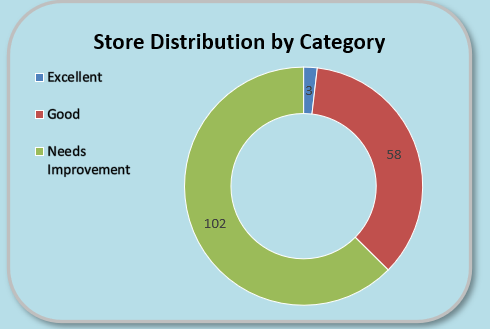 Store Distribution by Category
Excellent
Good
Needs
Improvement
3
58
102